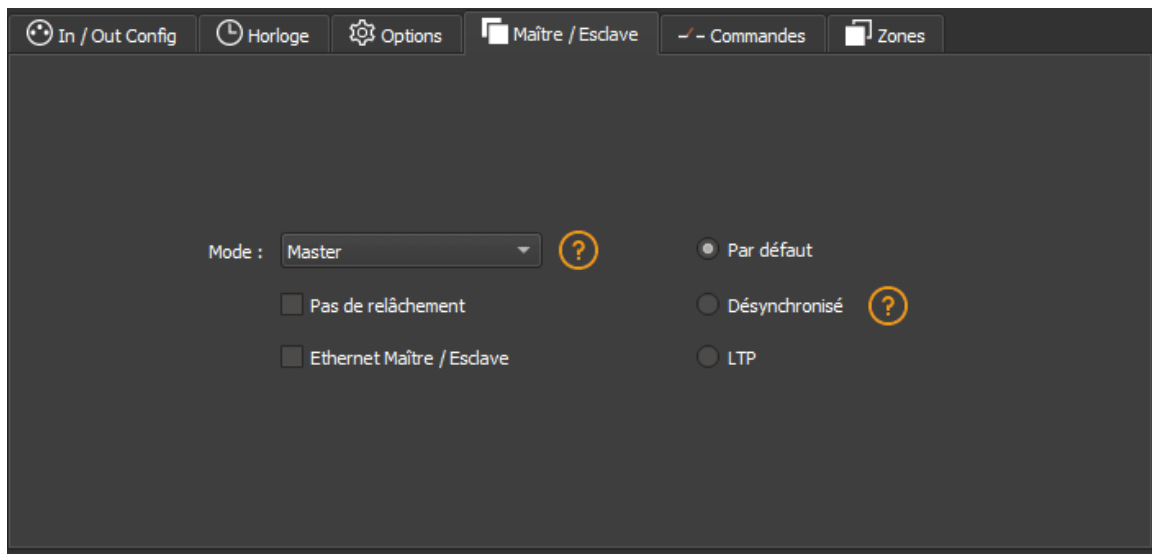 In / Out Config Horloge Options Maître / Esclave Commandes Zones
Mode : Master ? Par défaut
Pas de relâchement Désynchronisé ?
Ethernet Maître / Esclave LTP